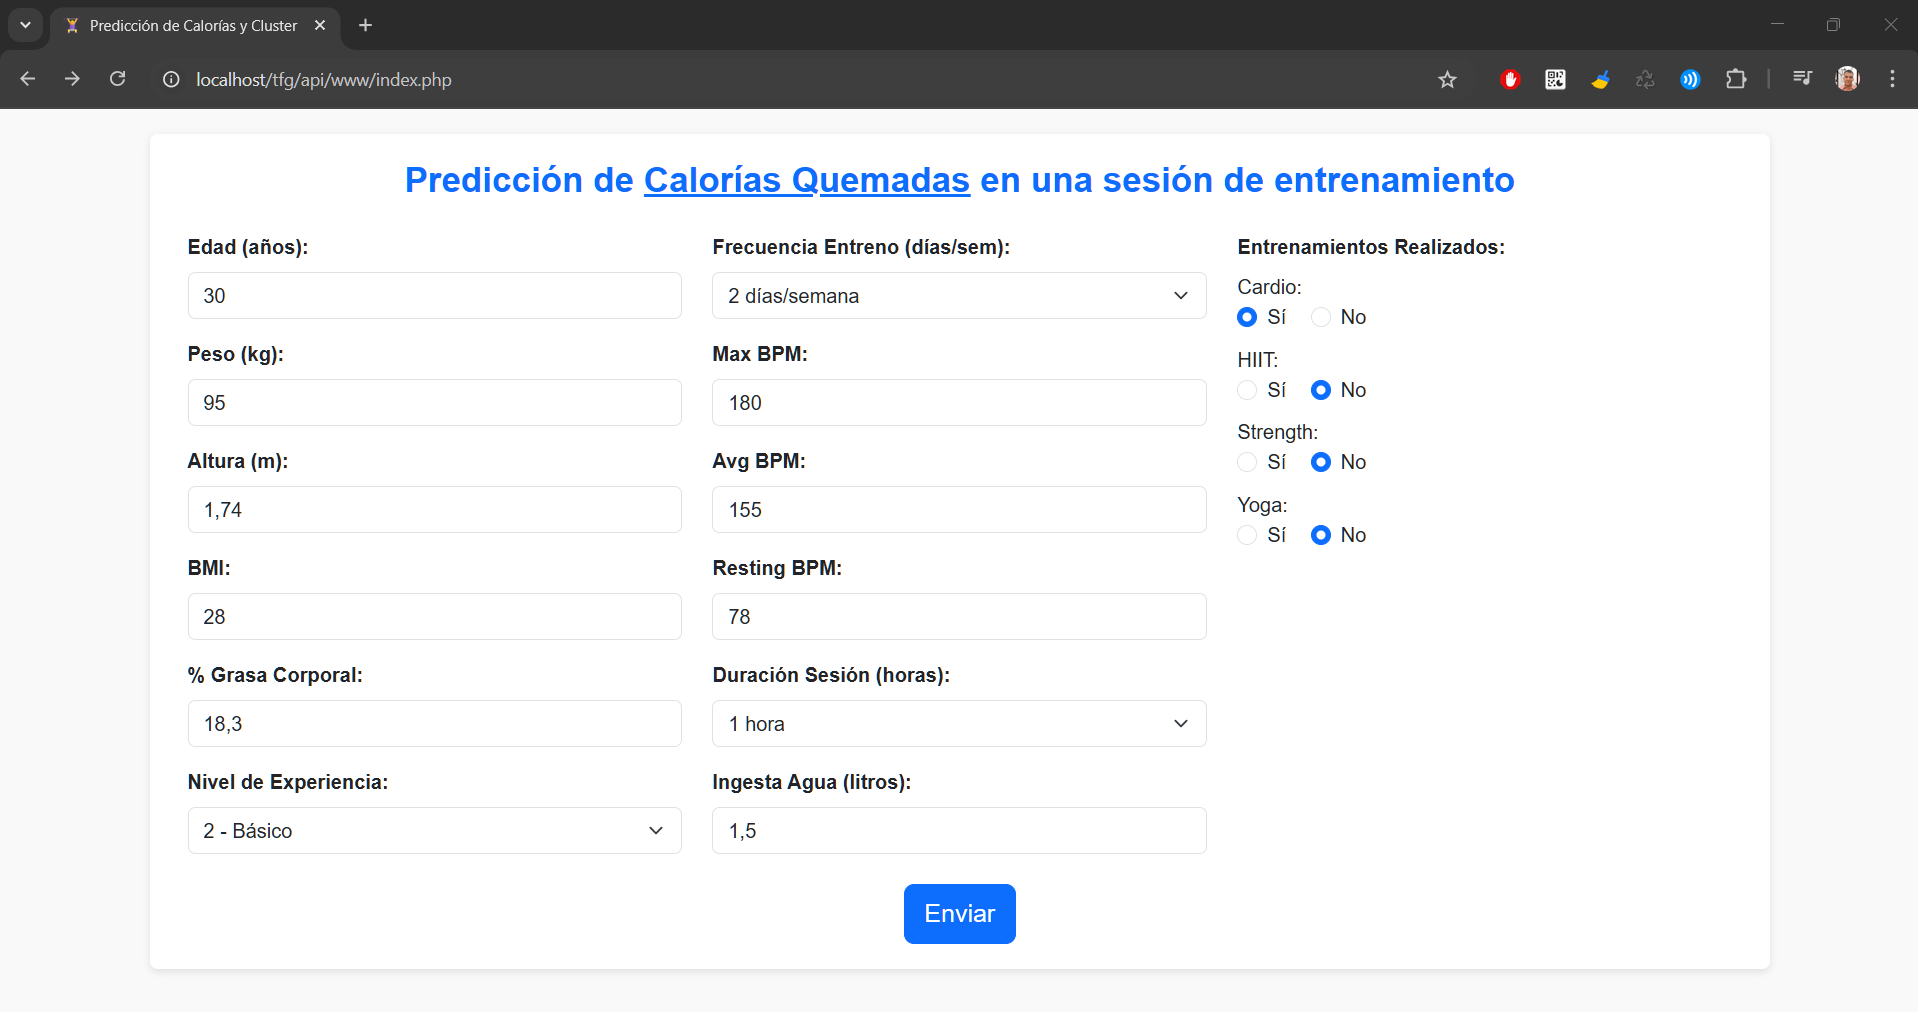 Predicción de Calorías y Cluster
localhost/tfg/api/www/index.php
Predicción de Calorías Quemadas en una sesión de entrenamiento
Edad (años):
30
Peso (kg):
95
Altura (m):
1,74
BMI:
28
% Grasa Corporal:
18,3
Nivel de Experiencia:
2 - Básico
Frecuencia Entreno (días/sem):
2 días/semana
Max BPM:
180
Avg BPM:
155
Resting BPM:
78
Duración Sesión (horas):
1 hora
Ingesta Agua (litros):
1,5
Entrenamientos Realizados:
Cardio:
Sí No
HIIT:
Sí No
Strength:
Sí No
Yoga:
Sí No
Enviar